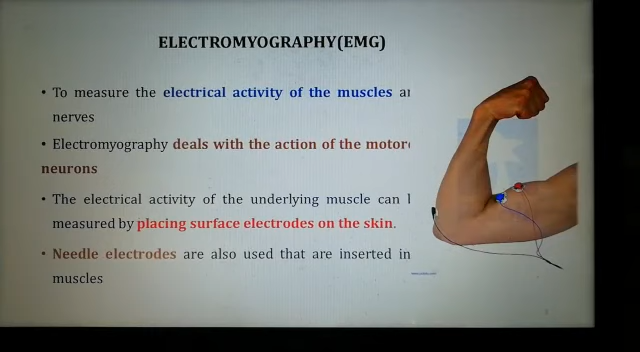 ELECTROMYOGRAPHY(EMG)
• To measure the electrical activity of the muscles
nerves
• Electromyography deals with the action of the motor
neurons
• The electrical activity of the underlying muscle can
measured by placing surface electrodes on the skin.
• Needle electrodes are also used that are inserted in
muscles